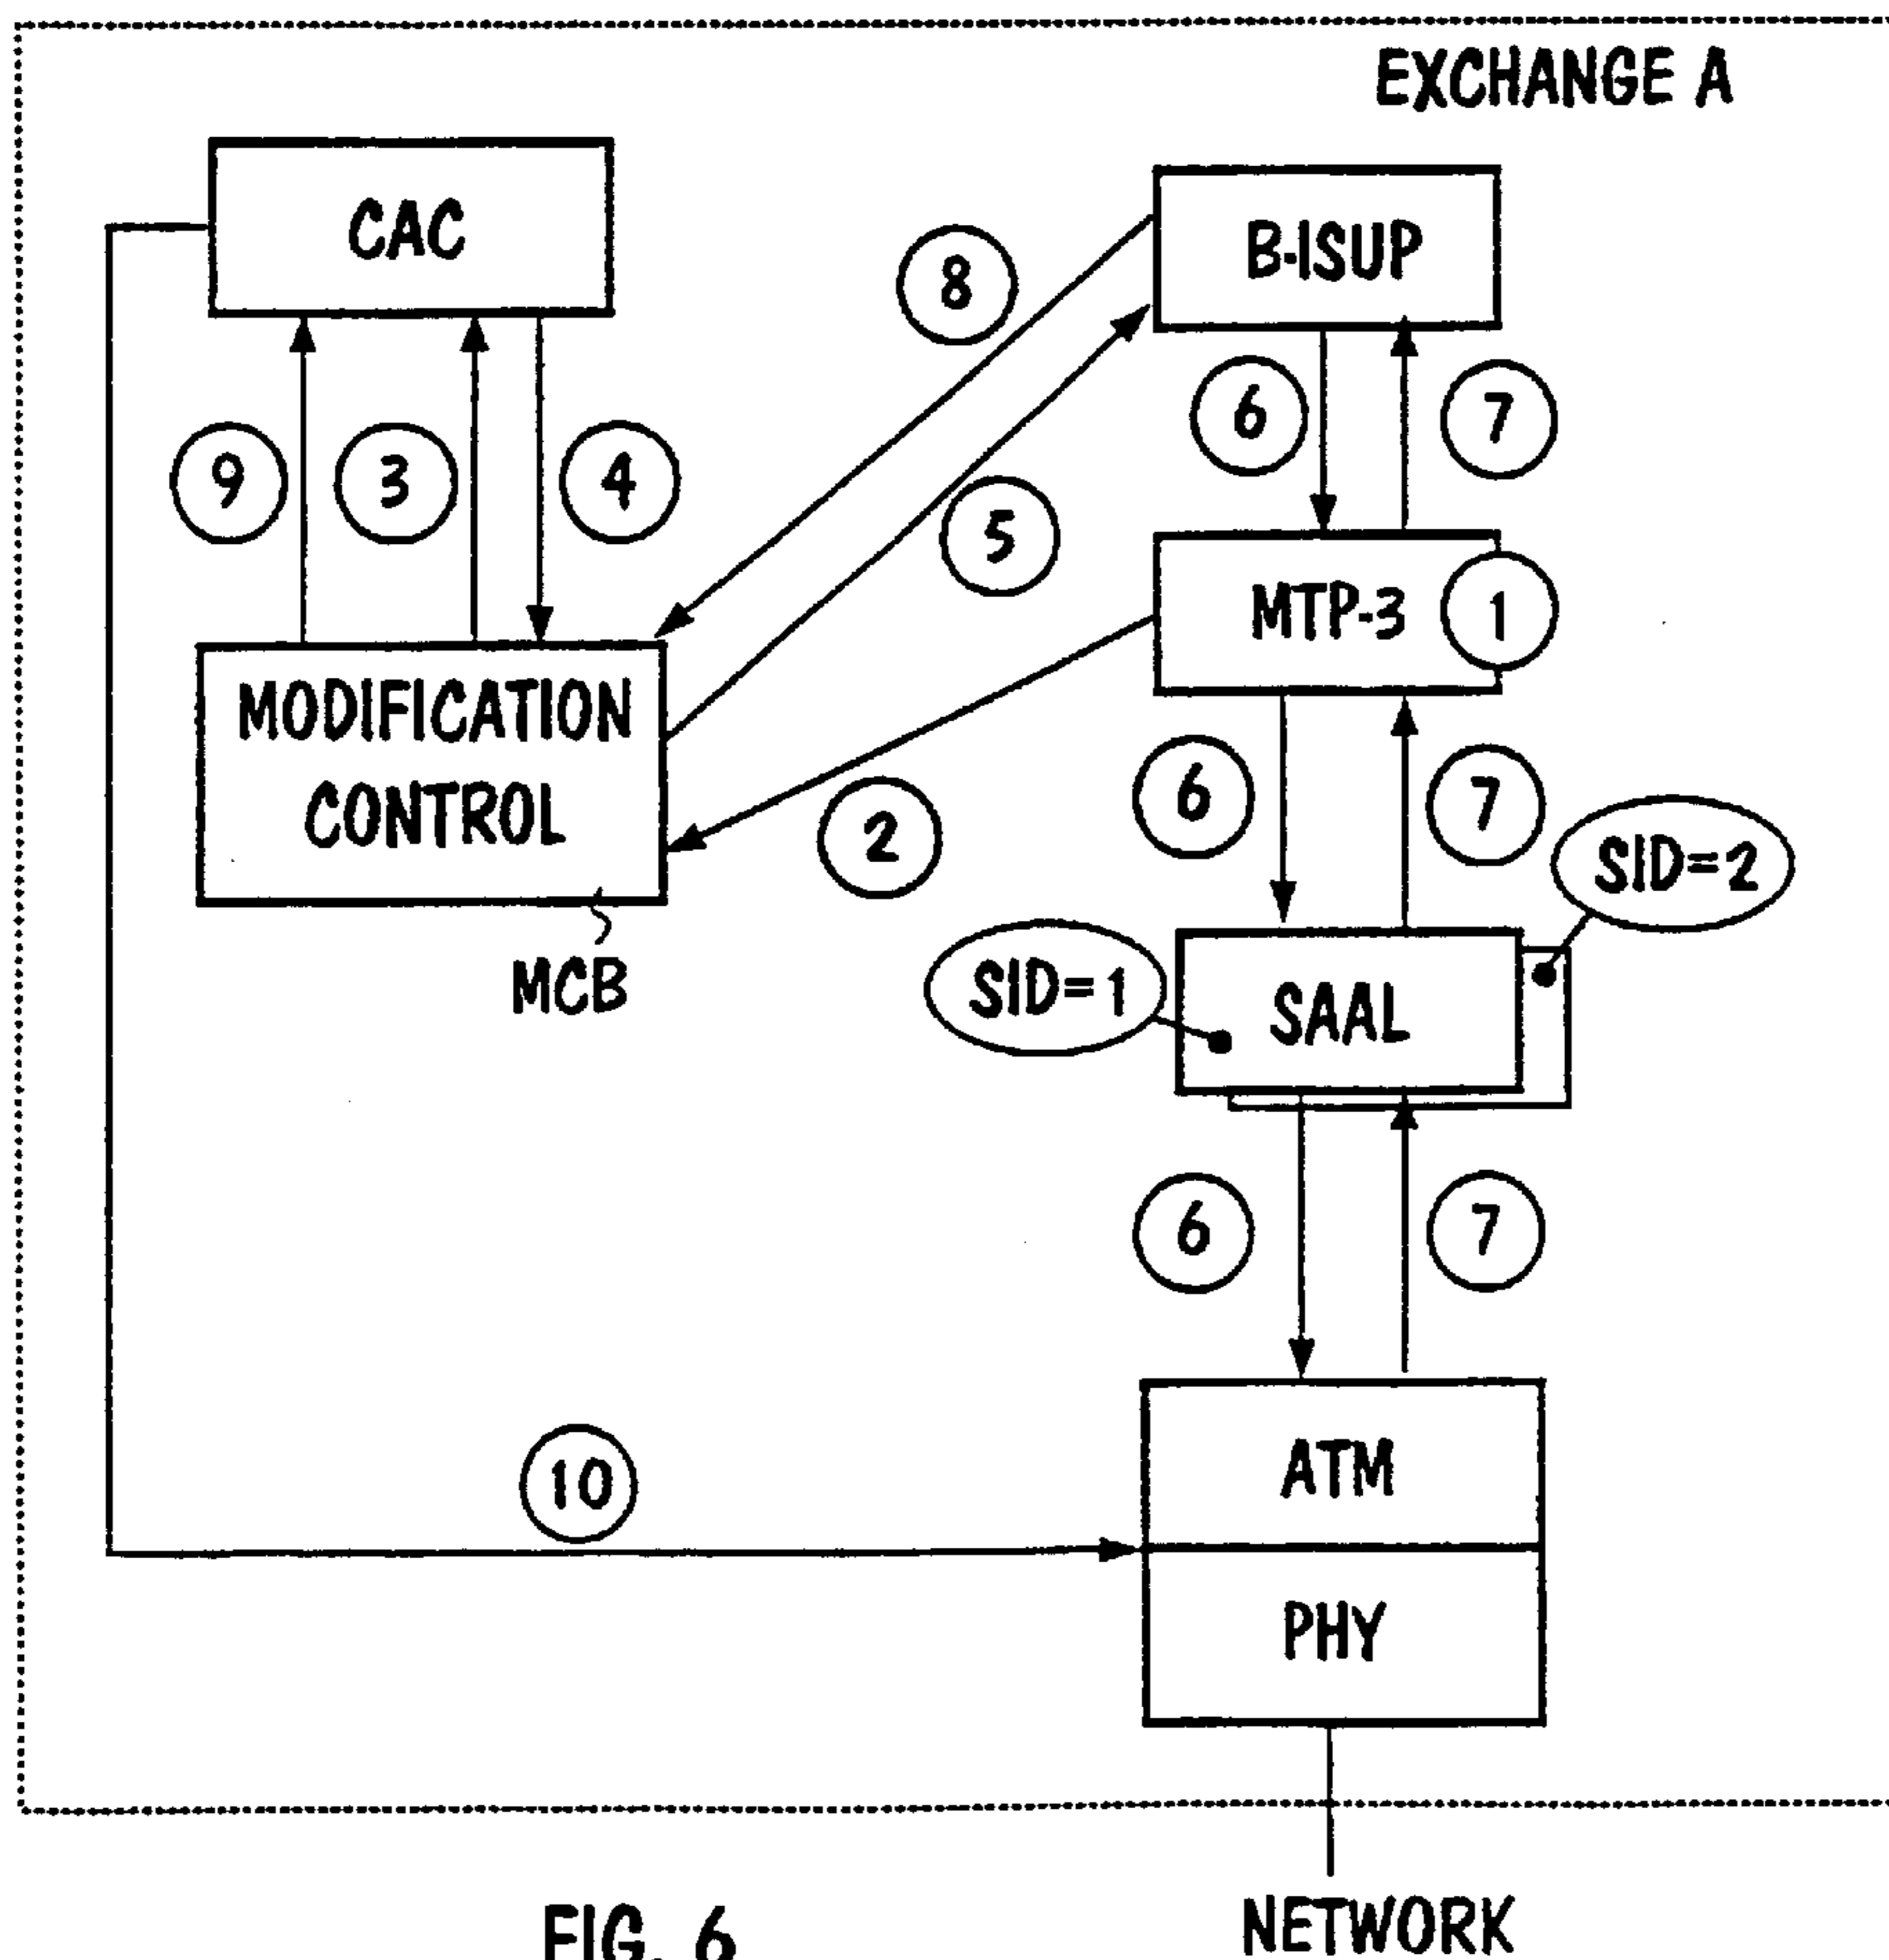 EXCHANGE A
CAC
B-ISUP
8
6
7
9
3
4
5
MTP-3
1
MODIFICATION
CONTROL
6
7
2
SID=2
MCB
SID=1
SAAL
6
7
10
ATM
PHY
NETWORK
FIG. 6